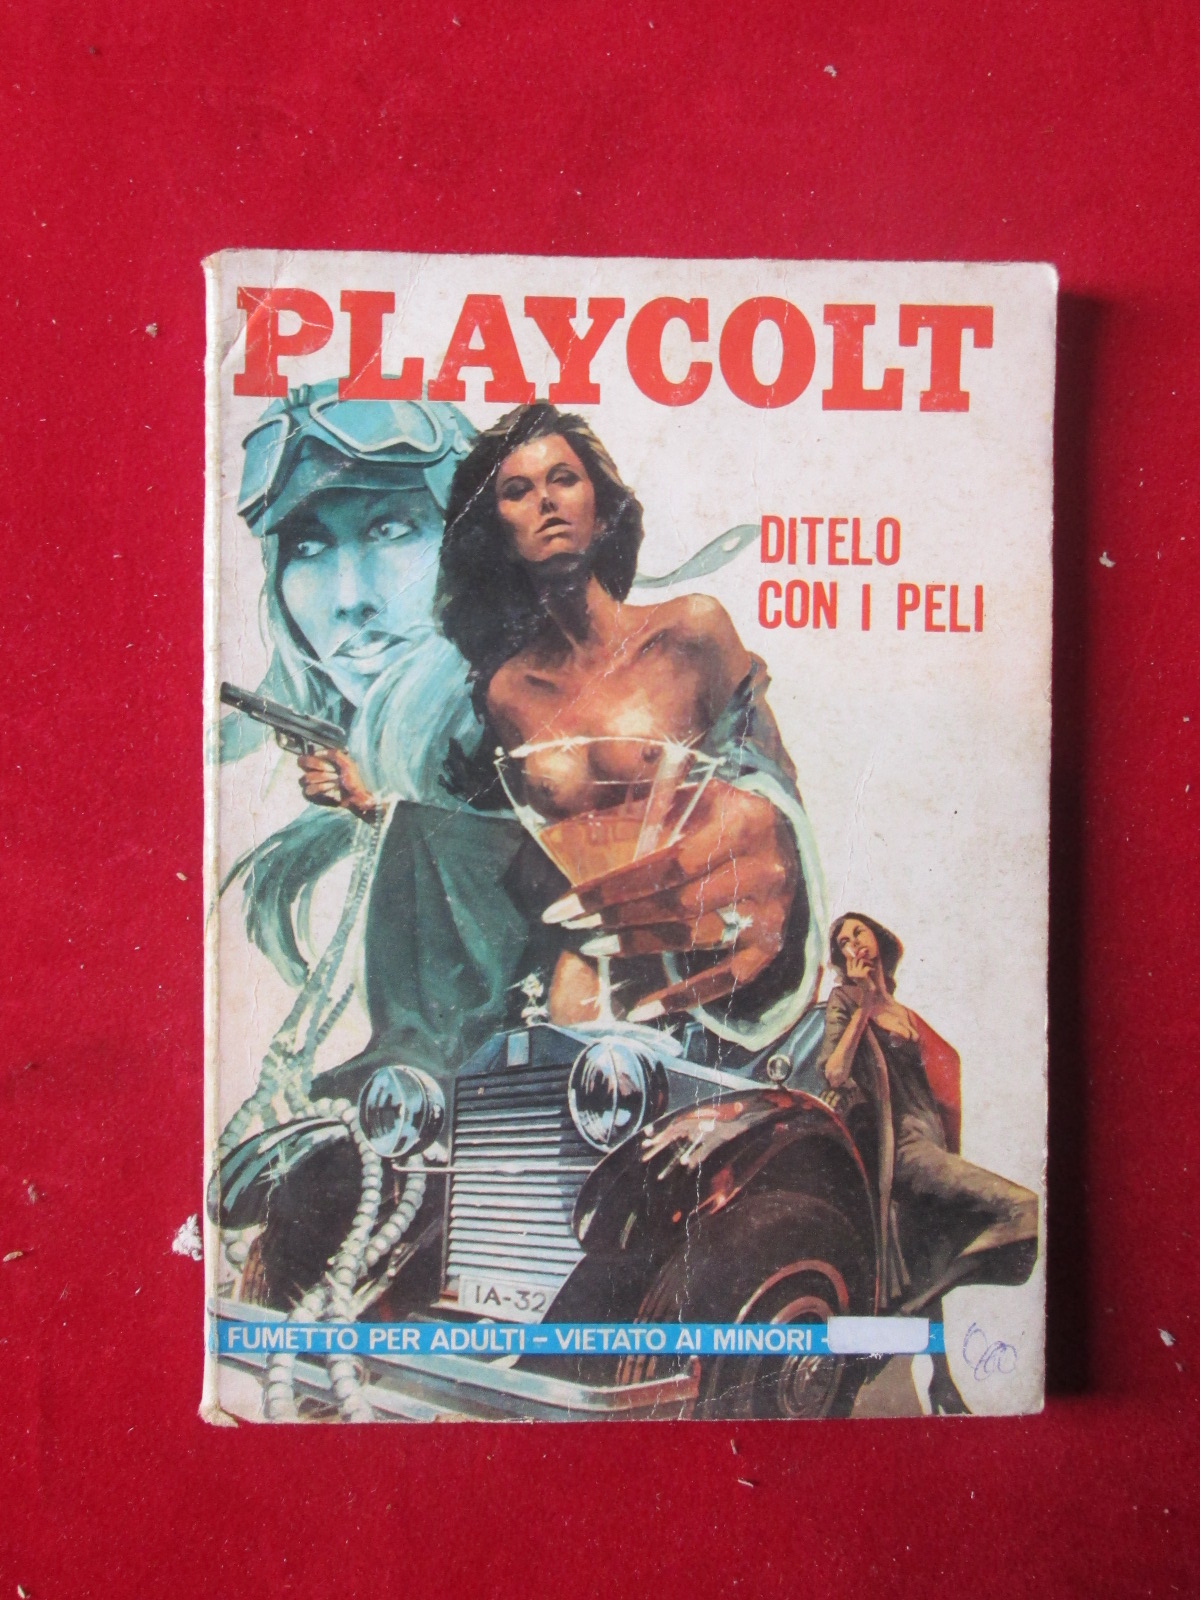 PLAYCOLT
DITELO
CON I PELI
IA-32
FUMETTO PER ADULTI - VIETATO AI MINORI -